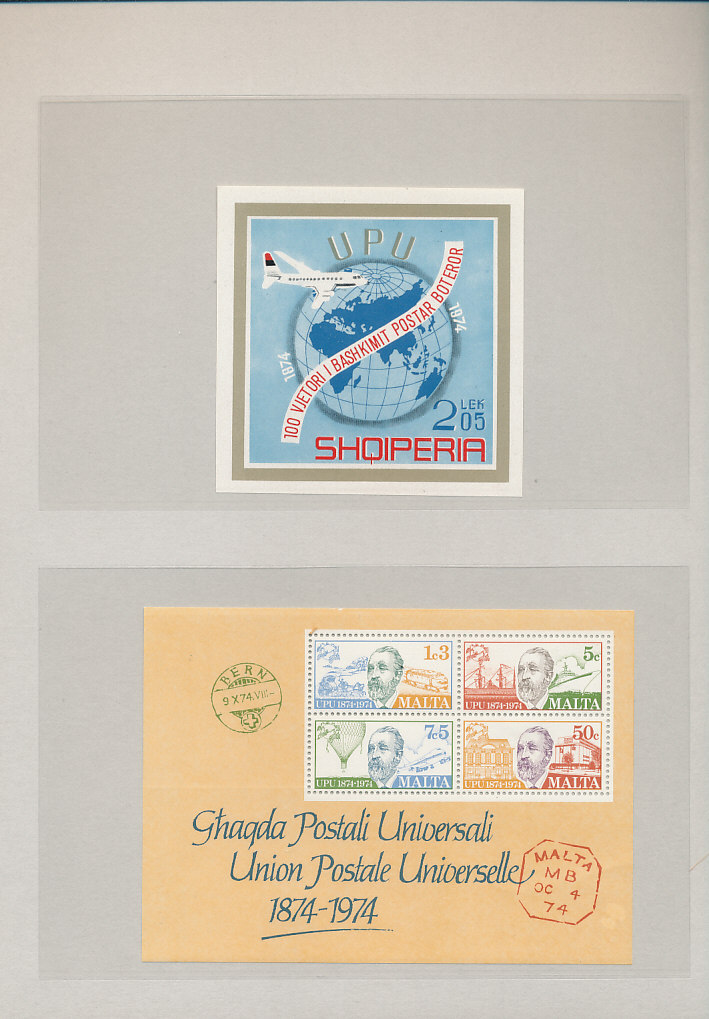 UPU
1974
100 VJETORI I BASHKIMIT POSTAR BOTEROR
1874
2 LEK 05
SHQIPERIA
BERN
9 X 74.VIII-
1c3
UPU 1874-1974 MALTA
5c
UPU 1874-1974 MALTA
7c5
UPU 1874-1974 MALTA
50c
UPU 1874-1974 MALTA
Għaqda Postali Universali
Union Postale Universelle
1874-1974
MALTA
MB
OC 4
74